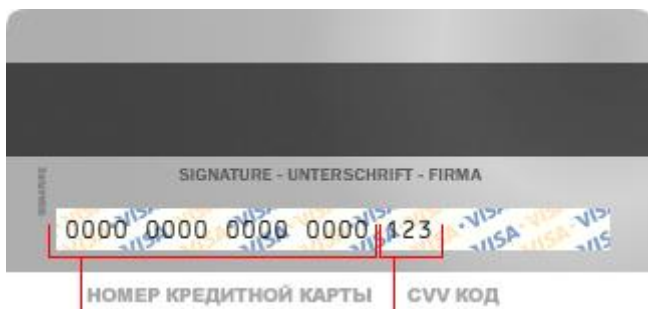 SIGNATURE - UNTERSCHRIFT - FIRMA
0000 0000 0000 0000 123
НОМЕР КРЕДИТНОЙ КАРТЫ CVV КОД